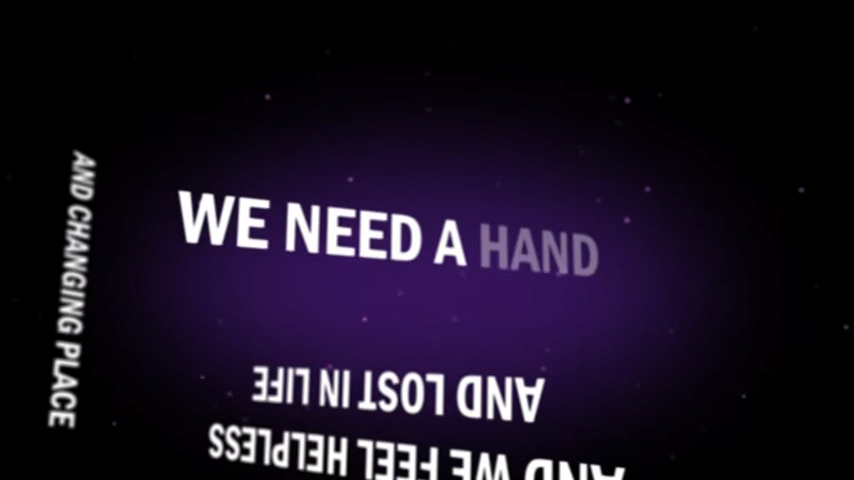 AND CHANGING PLACE
WE NEED A HAND
AND LOST IN LIFE
AND WE FEEL HELPLESS